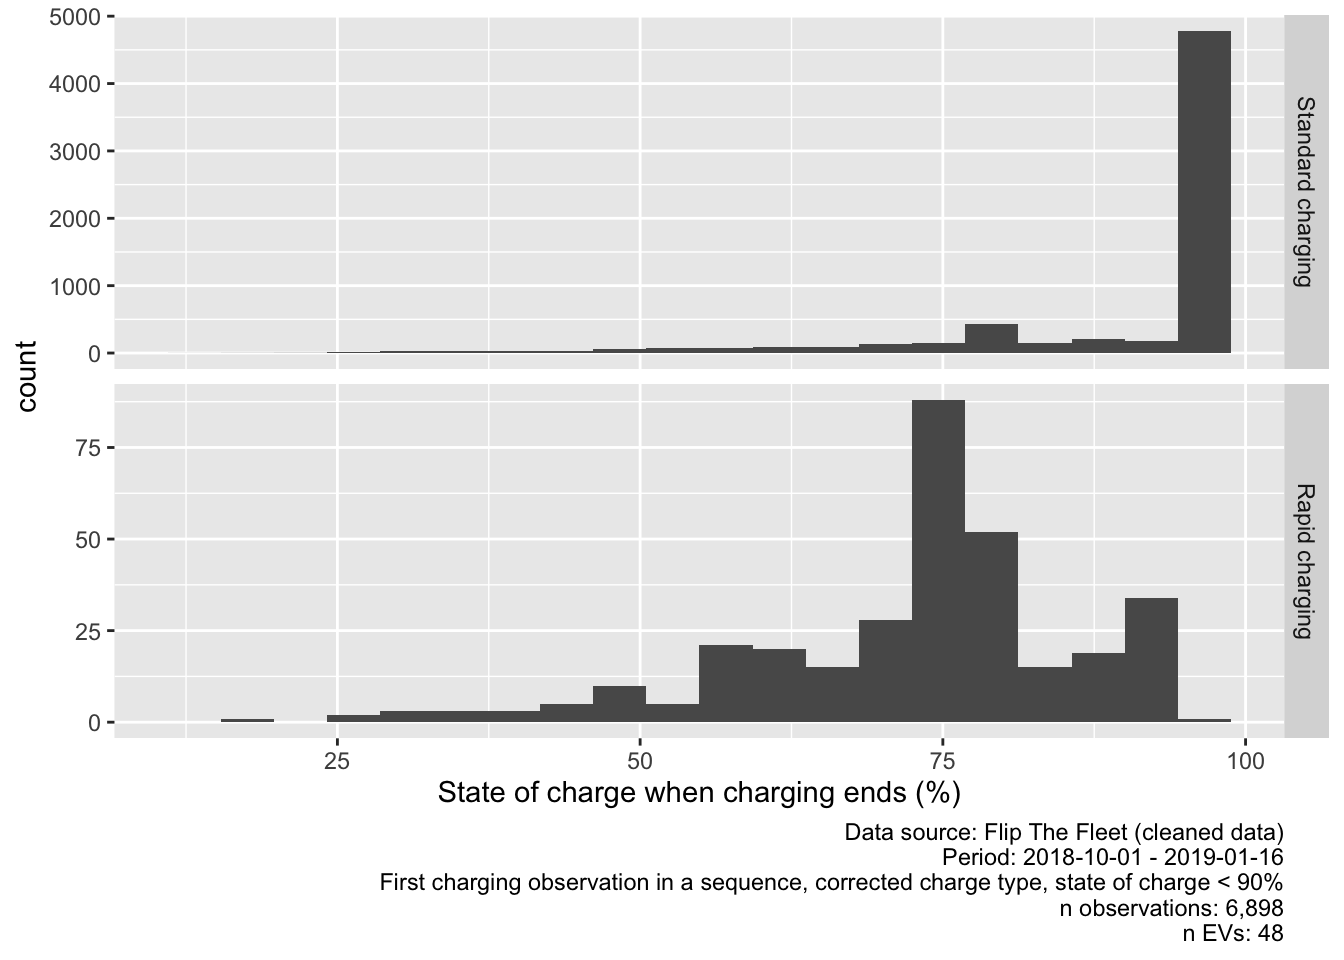 5000
4000
3000
2000
1000
0
Standard charging
count
75
50
25
0
Rapid charging
25
50
75
100
State of charge when charging ends (%)
Data source: Flip The Fleet (cleaned data)
Period: 2018-10-01 - 2019-01-16
First charging observation in a sequence, corrected charge type, state of charge < 90%
n observations: 6,898
n EVs: 48